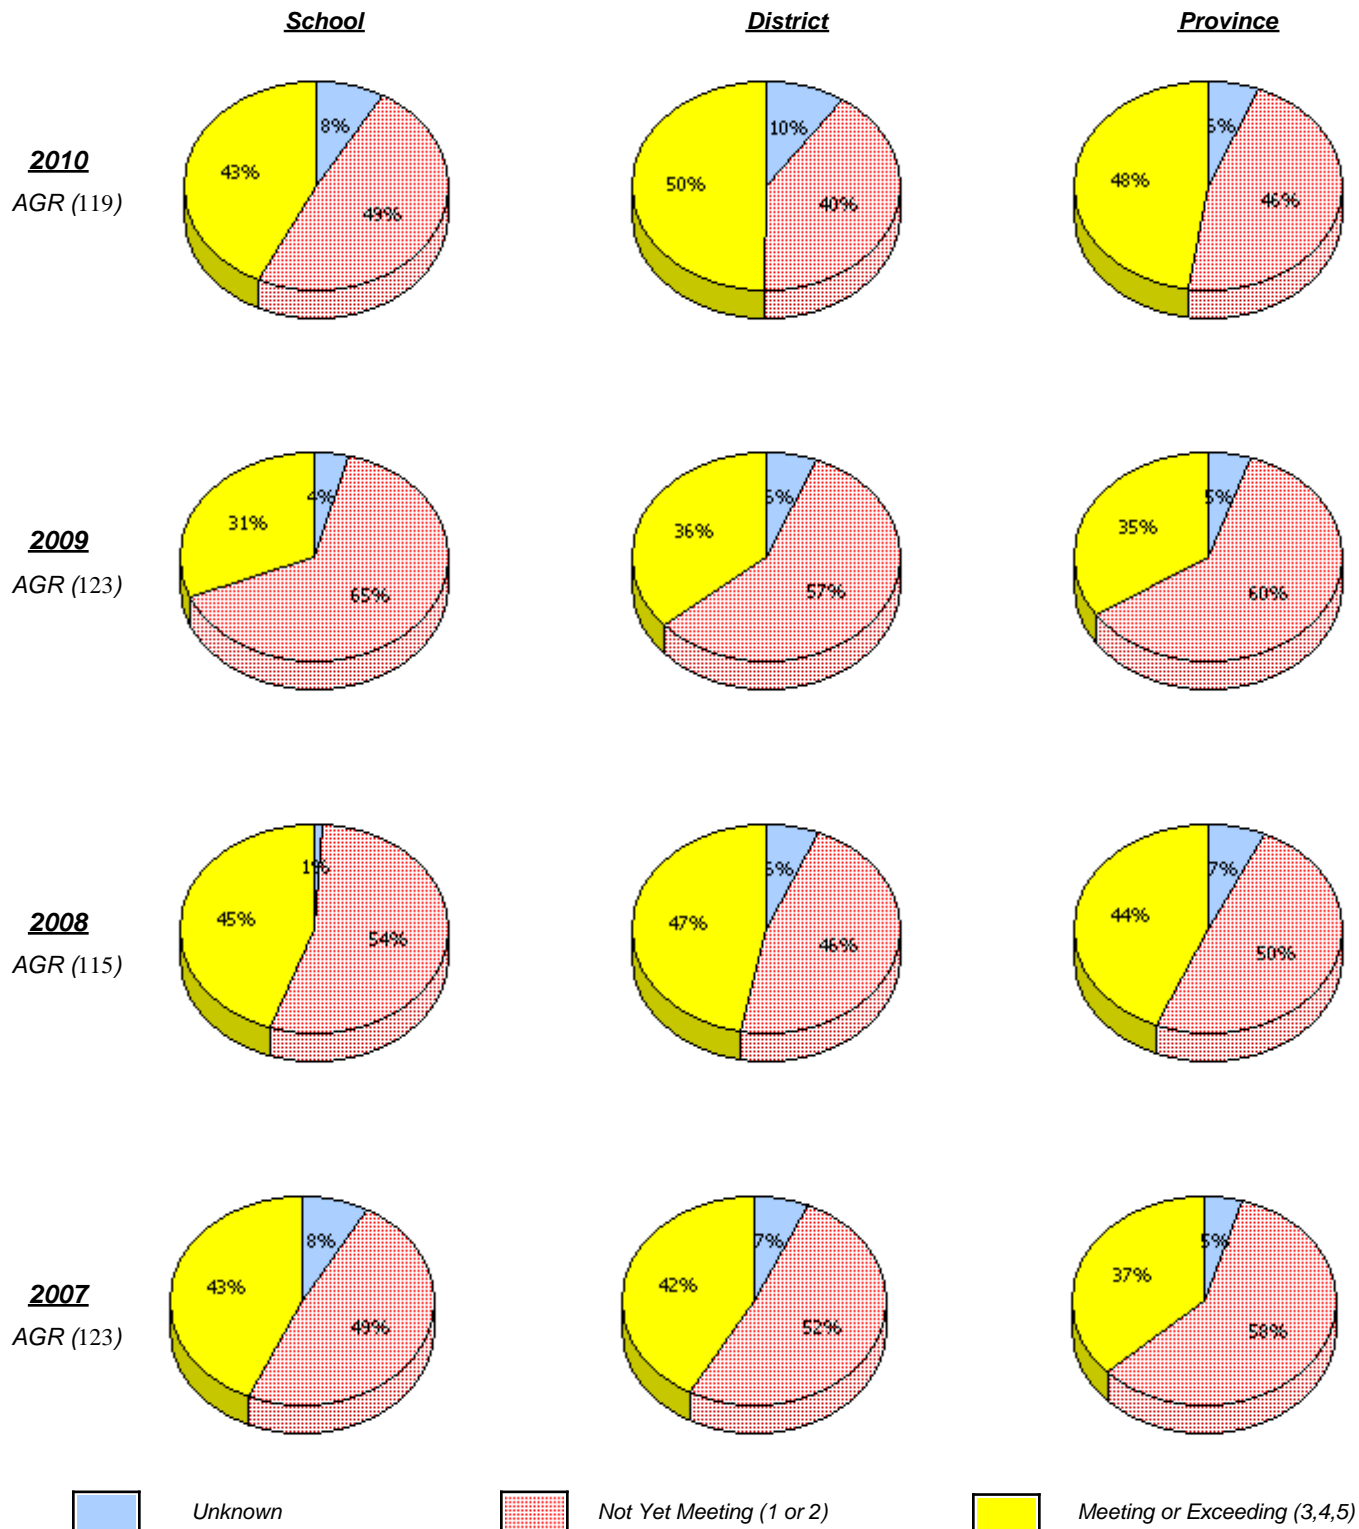 School District Province
8% 10% 6%
2010
43% 50% 48%
AGR (119)
49% 40% 46%
4% 6% 5%
31% 36% 35%
2009
AGR (123)
65% 57% 60%
1% 6% 7%
45% 47% 44%
2008
54% 46% 50%
AGR (115)
8% 7% 5%
43% 42% 37%
2007
49% 52% 58%
AGR (123)
Unknown Not Yet Meeting (1 or 2) Meeting or Exceeding (3,4,5)